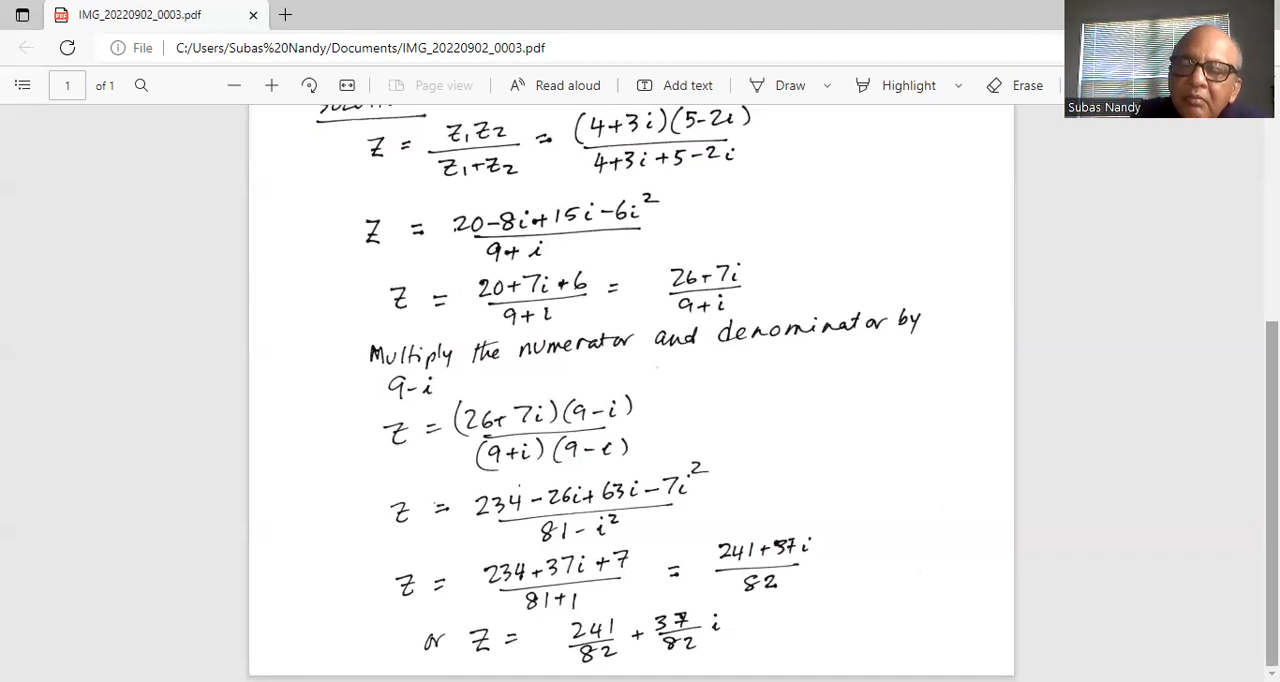 IMG_20220902_0003.pdf
File C:/Users/Subas%20Nandy/Documents/IMG_20220902_0003.pdf
1 of 1 Page view Read aloud Add text Draw Highlight Erase
Subas Nandy
Z = Z₁Z₂ / Z₁+Z₂ = (4+3i)(5-2i) / 4+3i+5-2i
Z = 20-8i+15i-6i² / 9+i
Z = 20+7i+6 / 9+i = 26+7i / 9+i
Multiply the numerator and denominator by
9-i
Z = (26+7i)(9-i) / (9+i)(9-i)
Z = 234-26i+63i-7i² / 81-i²
Z = 234+37i+7 / 81+1 = 241+37i / 82
or Z = 241/82 + 37/82 i